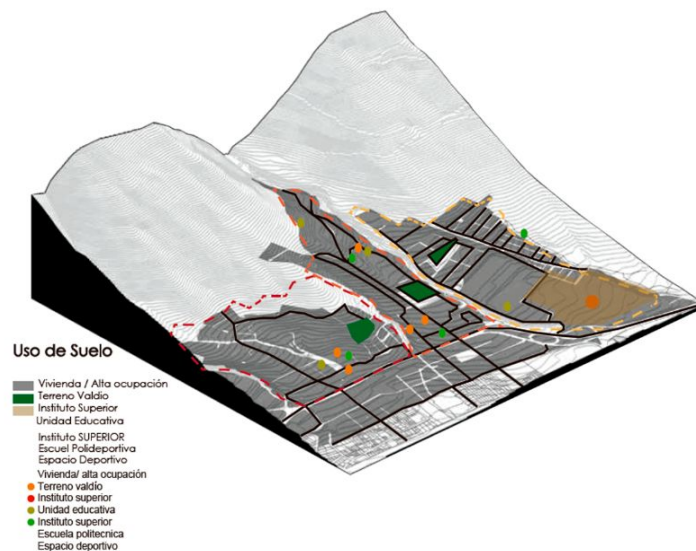 Uso de Suelo
Vivienda / Alta ocupación
Terreno Valdio
Instituto Superior
Unidad Educativa
Instituto SUPERIOR
Escuel Polideportiva
Espacio Deportivo
Vivienda/ alta ocupación
Terreno valdío
Instituto superior
Unidad educativa
Instituto superior
Escuela politecnica
Espacio deportivo